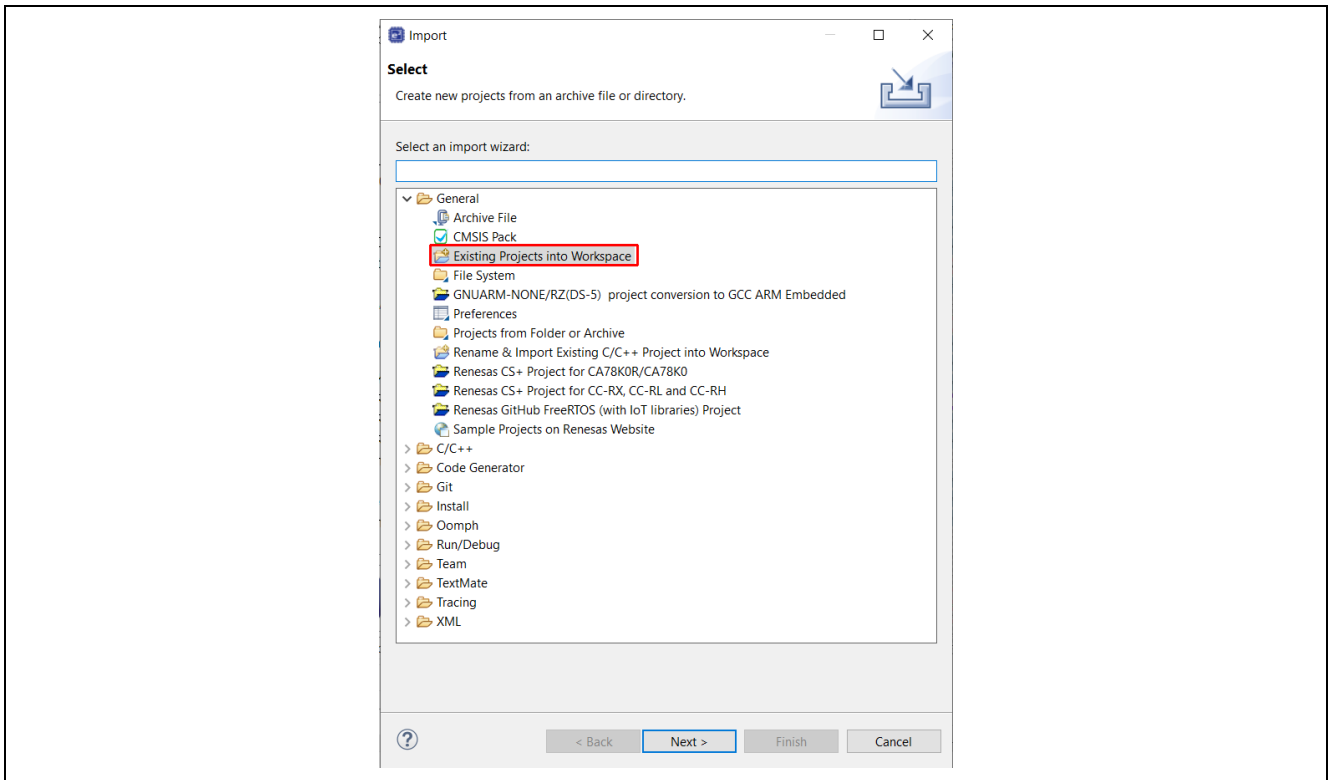 Import
Select
Create new projects from an archive file or directory.
Select an import wizard:
General
Archive File
CMSIS Pack
Existing Projects into Workspace
File System
GNUARM-NONE/RZ(DS-5) project conversion to GCC ARM Embedded
Preferences
Projects from Folder or Archive
Rename & Import Existing C/C++ Project into Workspace
Renesas CS+ Project for CA78K0R/CA78K0
Renesas CS+ Project for CC-RX, CC-RL and CC-RH
Renesas GitHub FreeRTOS (with IoT libraries) Project
Sample Projects on Renesas Website
C/C++
Code Generator
Git
Install
Oomph
Run/Debug
Team
TextMate
Tracing
XML
? < Back Next > Finish Cancel